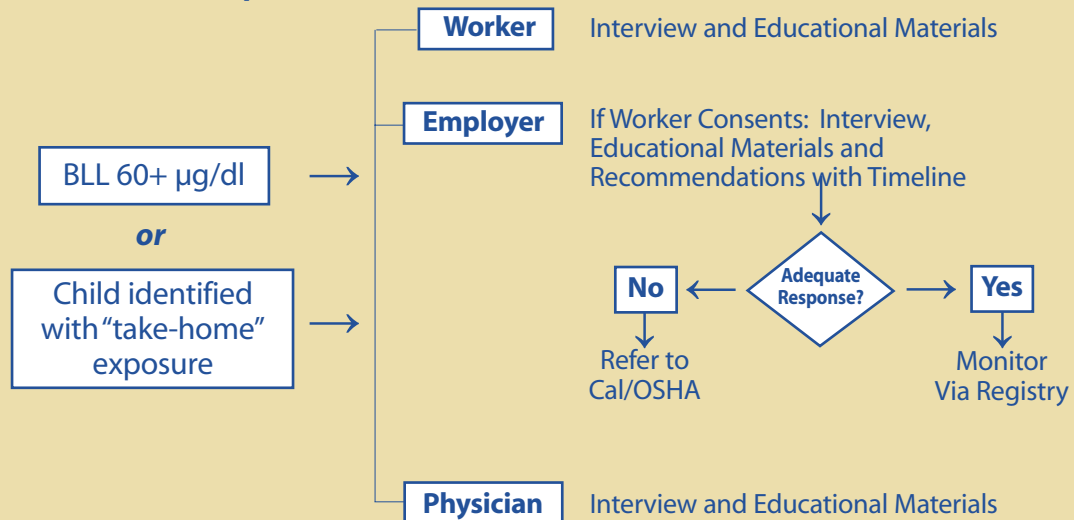 Worker
Interview and Educational Materials
Employer
If Worker Consents: Interview,
Educational Materials and
Recommendations with Timeline
BLL 60+ µg/dl
or
Child identified
with “take-home”
exposure
Adequate
Response?
No
Yes
Refer to
Cal/OSHA
Monitor
Via Registry
Physician
Interview and Educational Materials